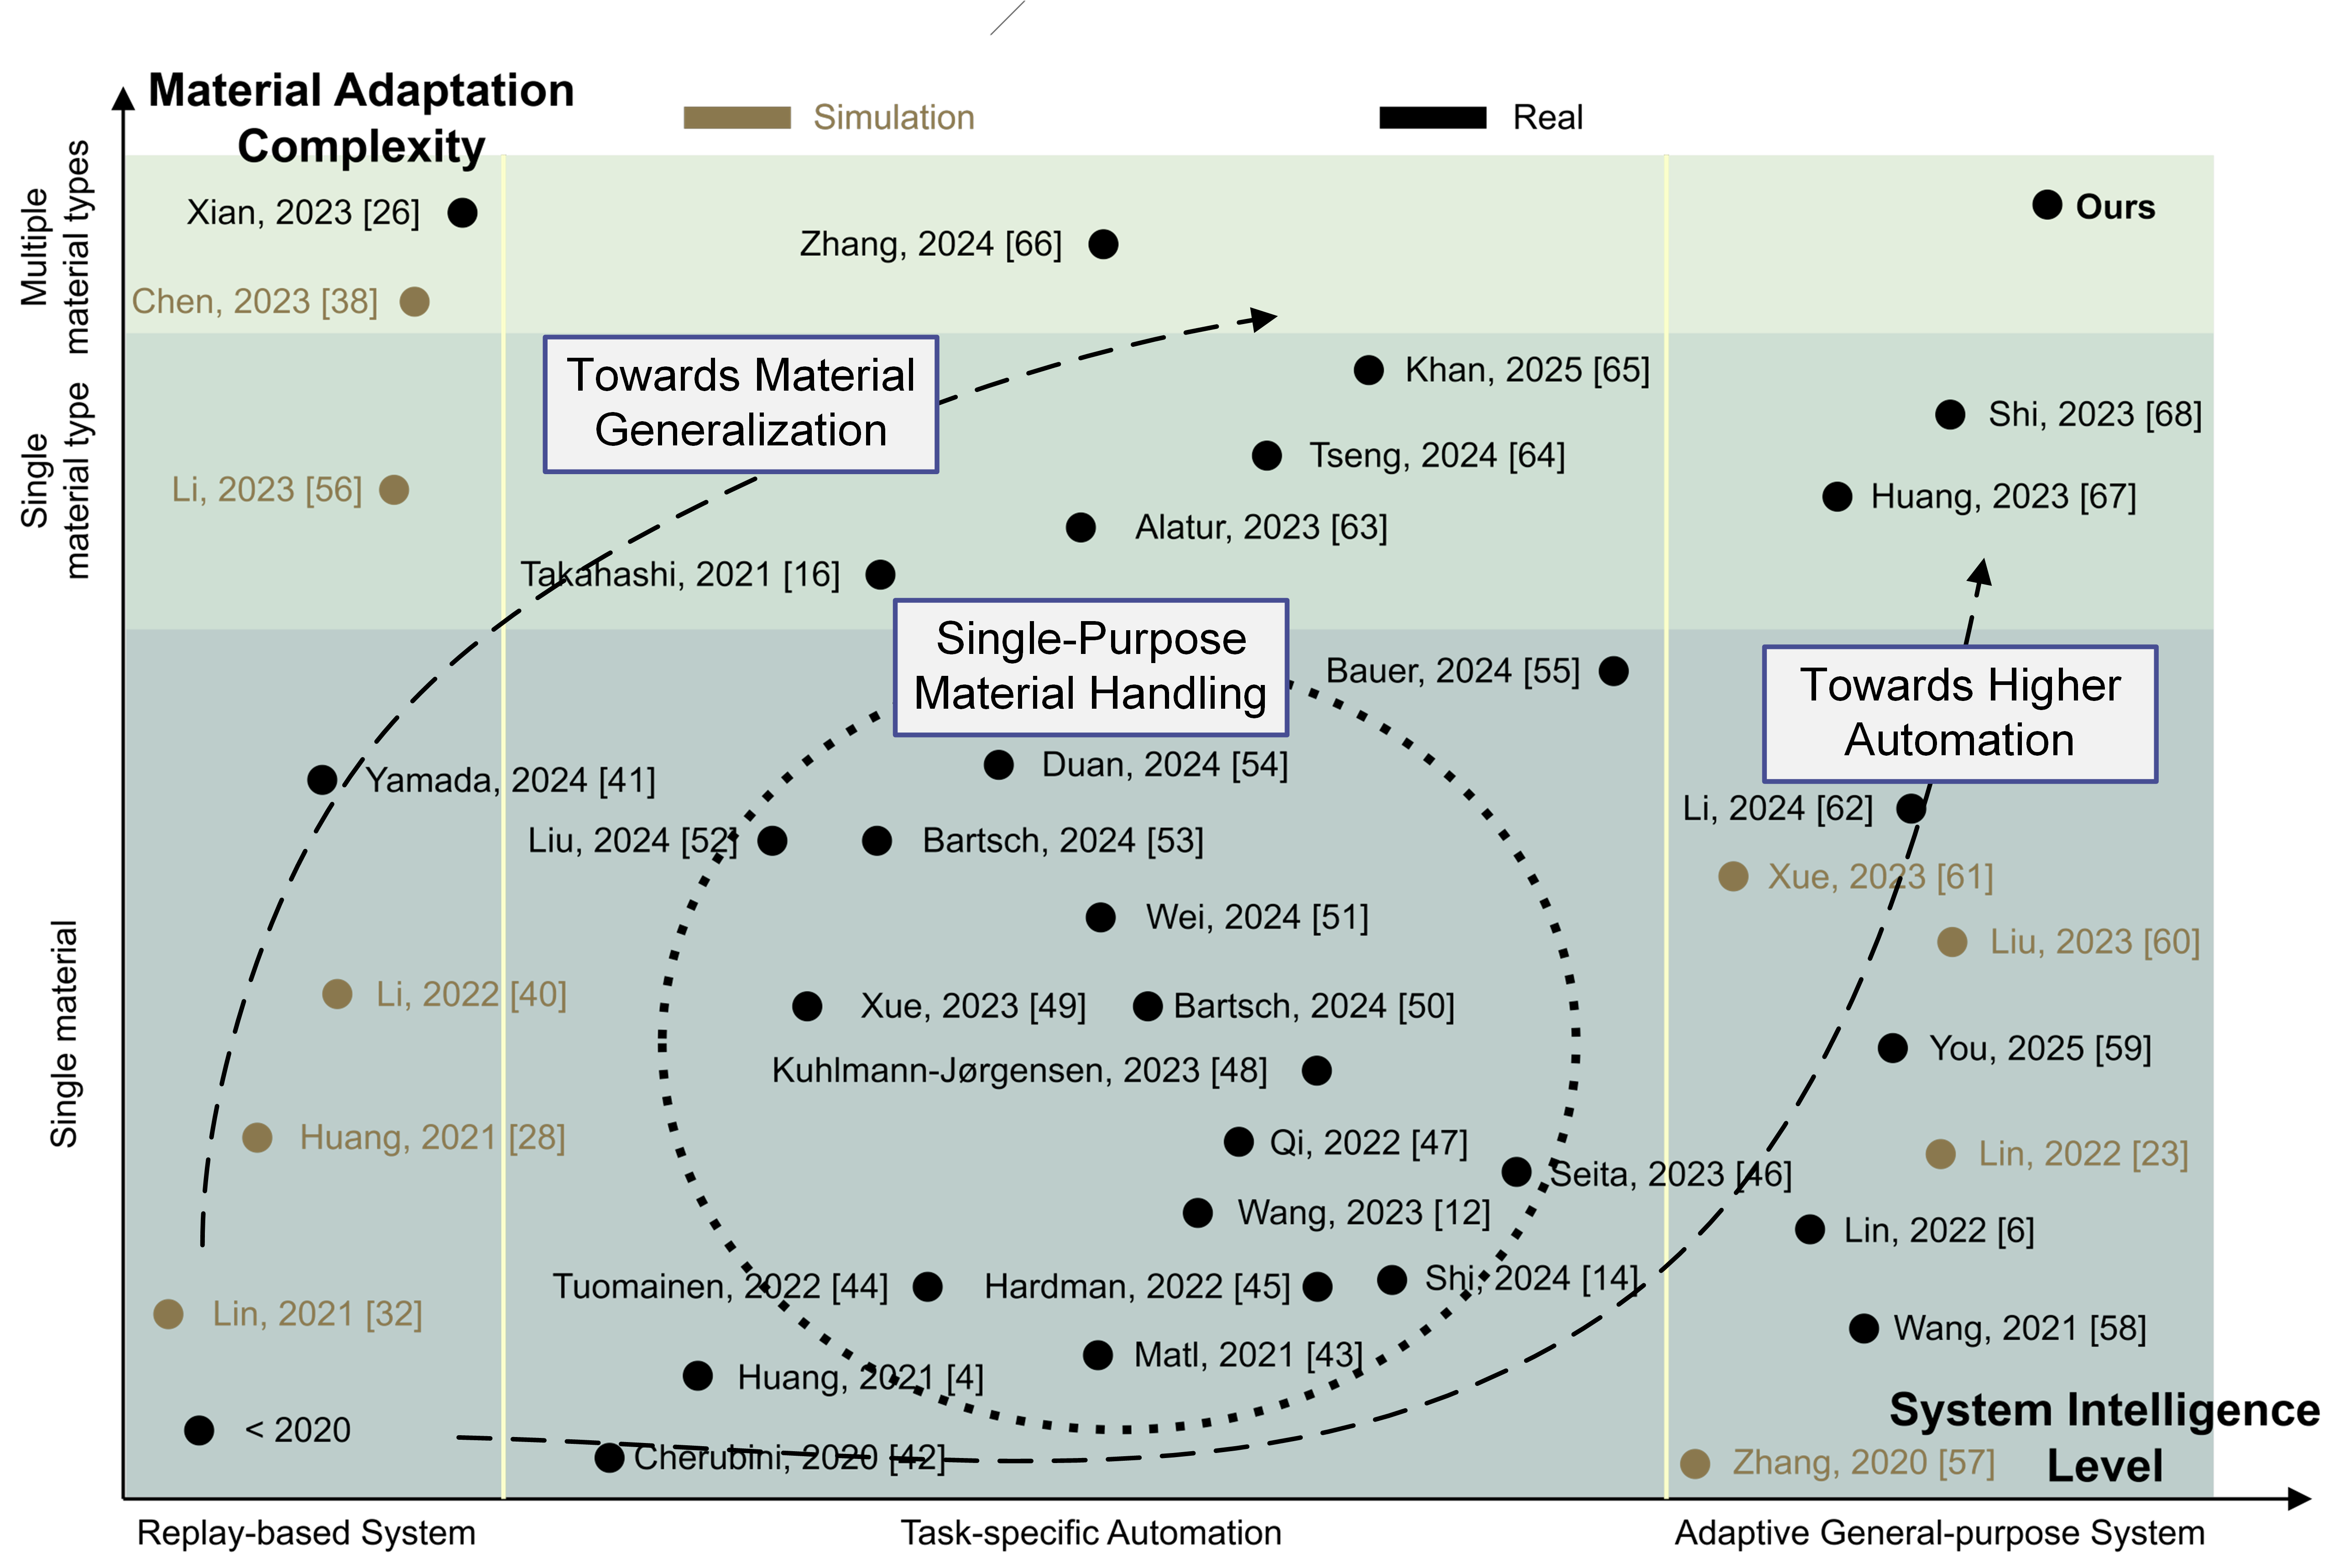 Material Adaptation
Complexity
Simulation
Real
Multiple
material types
Single
material type
Single material
Xian, 2023 [26]
Ours
Zhang, 2024 [66]
Chen, 2023 [38]
Towards Material
Generalization
Khan, 2025 [65]
Shi, 2023 [68]
Tseng, 2024 [64]
Li, 2023 [56]
Huang, 2023 [67]
Alatur, 2023 [63]
Takahashi, 2021 [16]
Single-Purpose
Material Handling
Bauer, 2024 [55]
Towards Higher
Automation
Duan, 2024 [54]
Yamada, 2024 [41]
Li, 2024 [62]
Liu, 2024 [52]
Bartsch, 2024 [53]
Xue, 2023 [61]
Wei, 2024 [51]
Liu, 2023 [60]
Li, 2022 [40]
Xue, 2023 [49]
Bartsch, 2024 [50]
You, 2025 [59]
Kuhlmann-Jørgensen, 2023 [48]
Huang, 2021 [28]
Qi, 2022 [47]
Lin, 2022 [23]
Seita, 2023 [46]
Wang, 2023 [12]
Lin, 2022 [6]
Tuomainen, 2022 [44]
Hardman, 2022 [45]
Shi, 2024 [14]
Lin, 2021 [32]
Wang, 2021 [58]
Matl, 2021 [43]
Huang, 2021 [4]
< 2020
Cherubini, 2020 [42]
System Intelligence
Level
Zhang, 2020 [57]
Replay-based System
Task-specific Automation
Adaptive General-purpose System